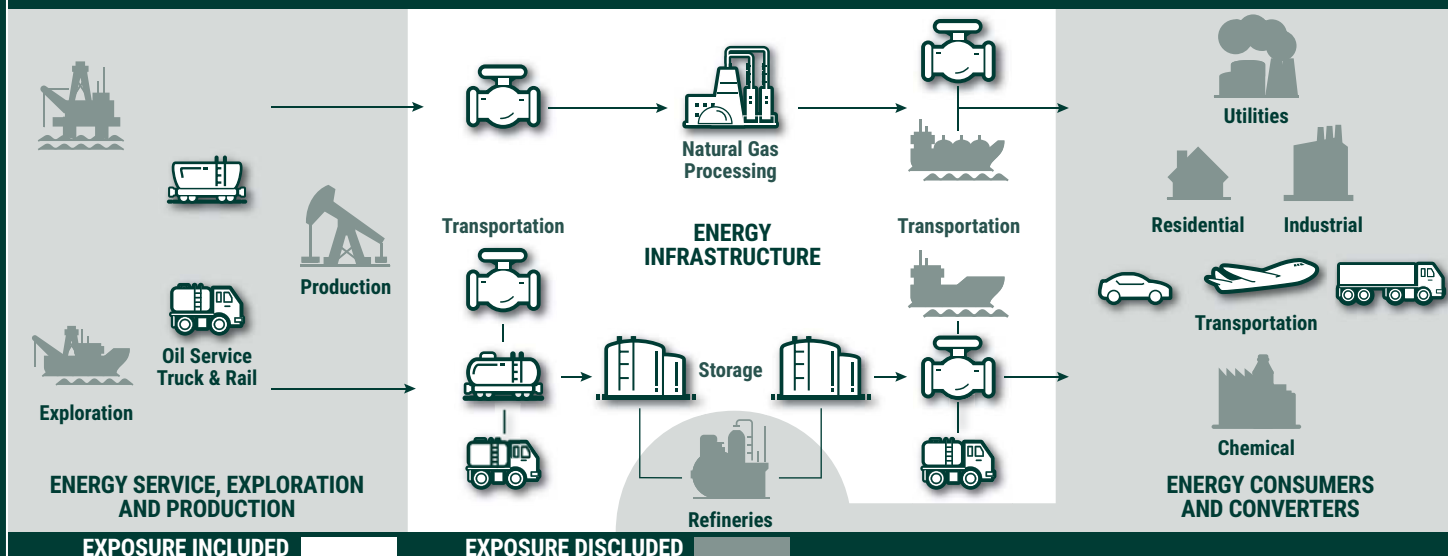 Utilities
Natural Gas
Processing
Residential
Industrial
Transportation
Transportation
ENERGY
INFRASTRUCTURE
Production
Transportation
Oil Service
Truck & Rail
Storage
Exploration
Chemical
ENERGY SERVICE, EXPLORATION
AND PRODUCTION
Refineries
ENERGY CONSUMERS
AND CONVERTERS
EXPOSURE INCLUDED
EXPOSURE DISCLUDED